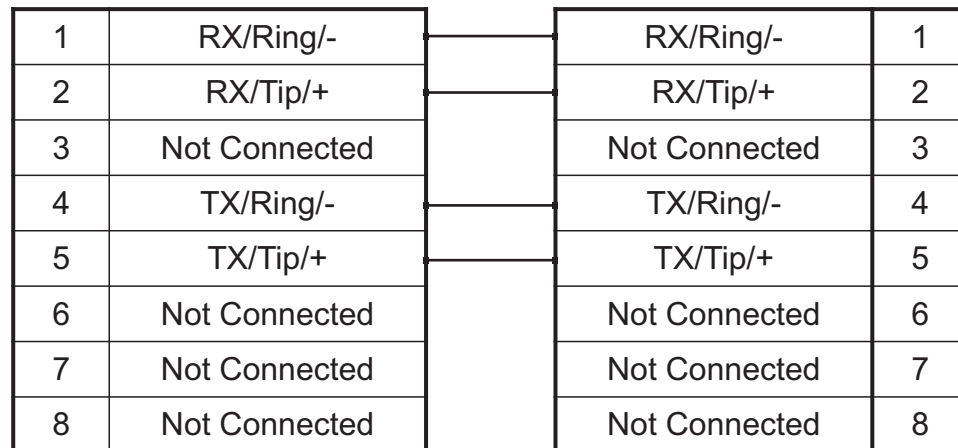 1 RX/Ring/- RX/Ring/- 1
2 RX/Tip/+ RX/Tip/+ 2
3 Not Connected Not Connected 3
4 TX/Ring/- TX/Ring/- 4
5 TX/Tip/+ TX/Tip/+ 5
6 Not Connected Not Connected 6
7 Not Connected Not Connected 7
8 Not Connected Not Connected 8